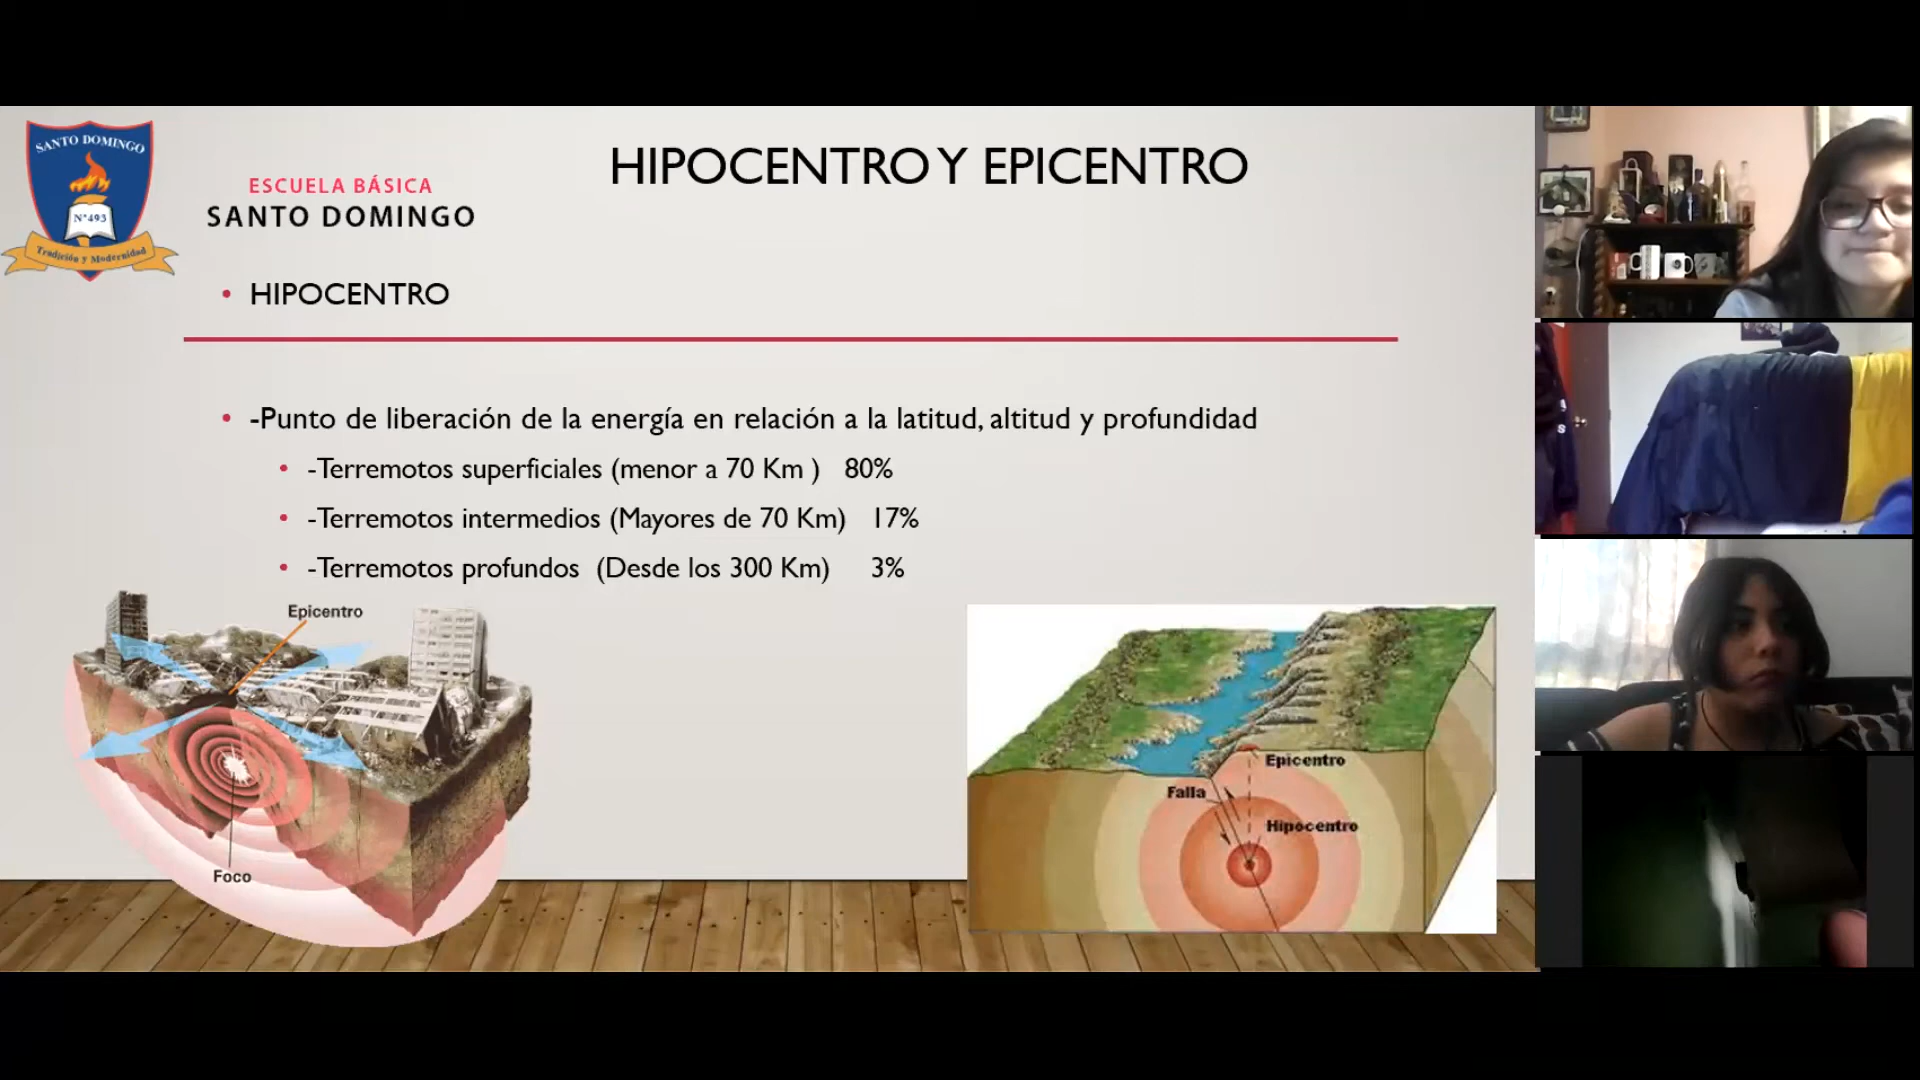 SANTO DOMINGO
N°493
Tradición y Modernidad
ESCUELA BÁSICA
SANTO DOMINGO
HIPOCENTRO Y EPICENTRO
HIPOCENTRO
-Punto de liberación de la energía en relación a la latitud, altitud y profundidad
-Terremotos superficiales (menor a 70 Km ) 80%
-Terremotos intermedios (Mayores de 70 Km) 17%
-Terremotos profundos (Desde los 300 Km) 3%
Epicentro
Foco
Epicentro
Falla
Hipocentro